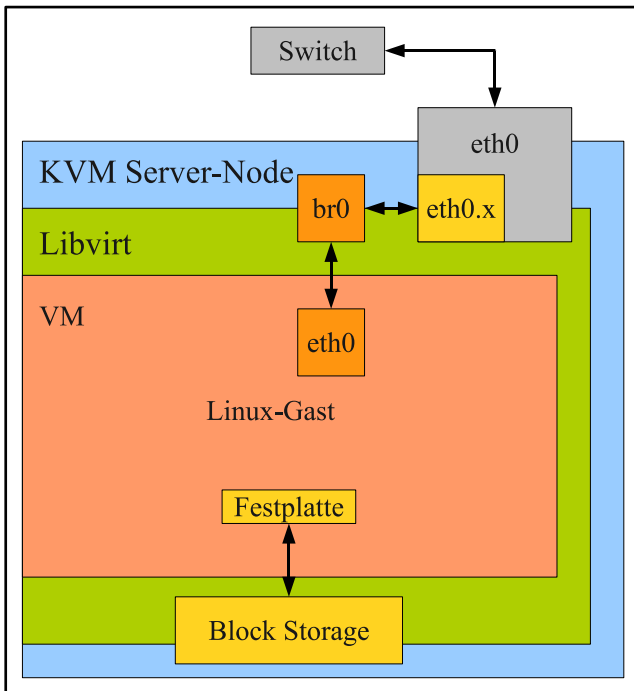 Switch
eth0
KVM Server-Node
br0
eth0.x
Libvirt
VM
eth0
Linux-Gast
Festplatte
Block Storage